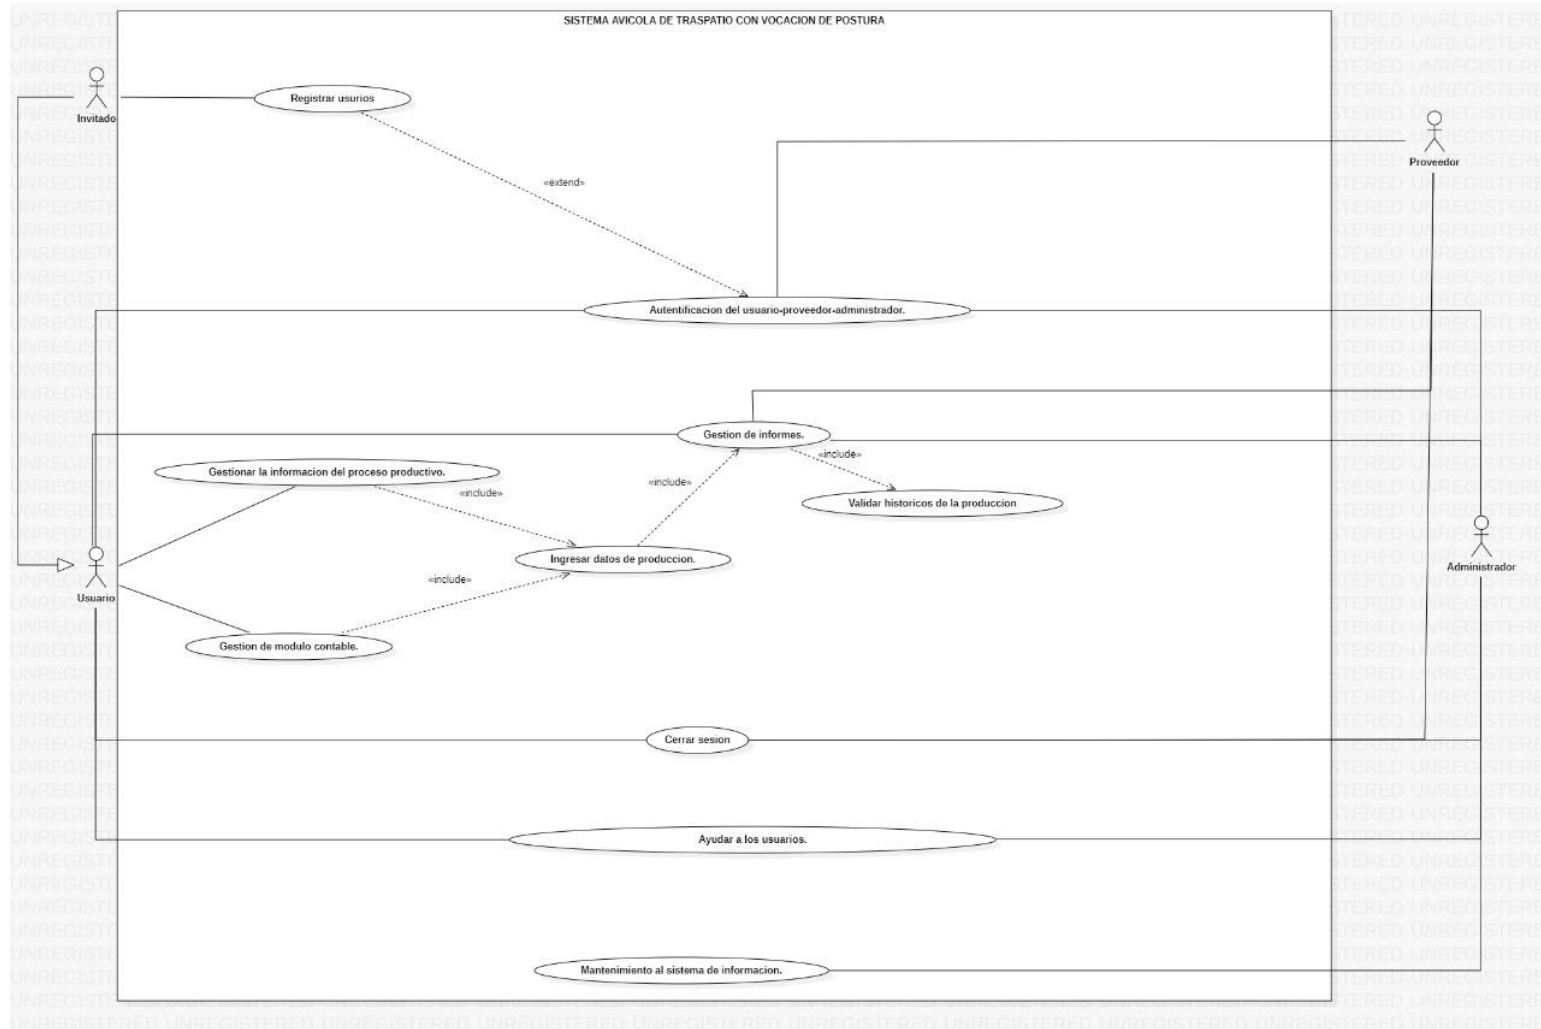 SISTEMA AVICOLA DE TRASPATIO CON VOCACION DE POSTURA
Registrar usurios
Invitado
Proveedor
«extend»
Autentificacion del usuario-proveedor-administrador.
Gestion de informes.
«include»
Gestionar la informacion del proceso productivo.
«include»
«include»
Validar historicos de la produccion
Ingresar datos de produccion.
Administrador
«include»
Usuario
Gestion de modulo contable.
Cerrar sesion
Ayudar a los usuarios.
Mantenimiento al sistema de informacion.
UNREGISTERED